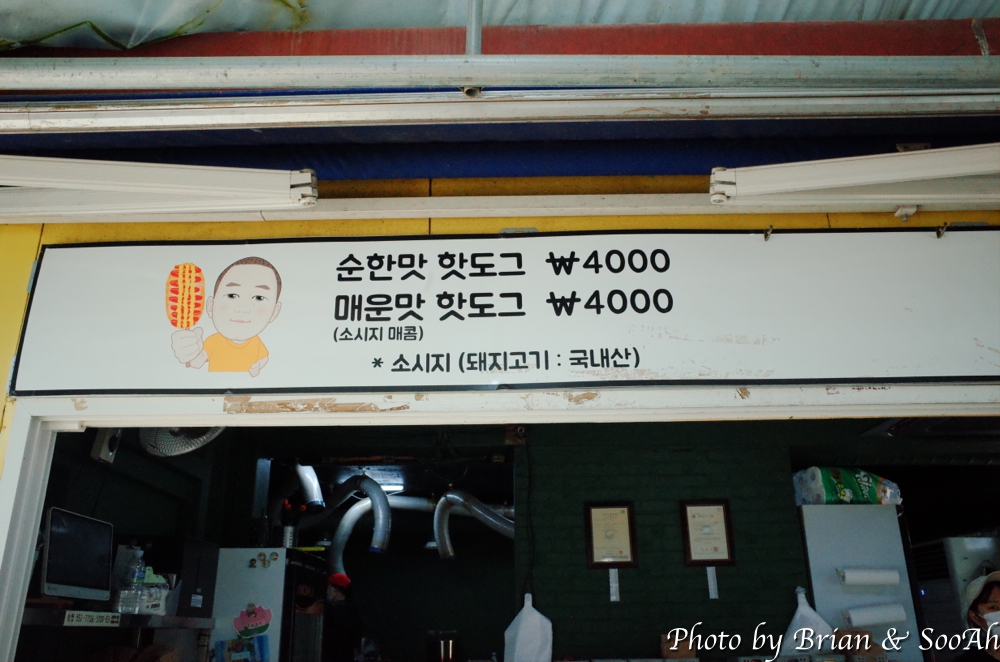 순한맛 핫도그 ₩4000
매운맛 핫도그 ₩4000
(소시지 매콤)
* 소시지 (돼지고기 : 국내산)
Photo by Brian & SooAh